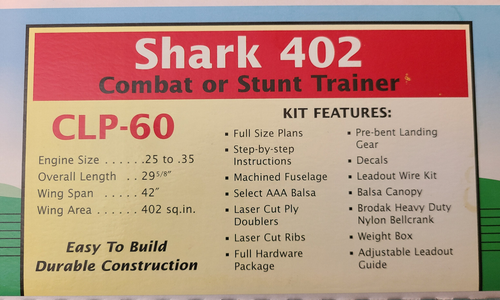 Shark 402
Combat or Stunt Trainer
CLP-60
Engine Size . . . . . .25 to .35
Overall Length . . 29 5/8"
Wing Span . . . . . 42"
Wing Area . . . . . 402 sq.in.
Easy To Build
Durable Construction
KIT FEATURES:
▪ Full Size Plans
▪ Step-by-step
Instructions
▪ Machined Fuselage
▪ Select AAA Balsa
▪ Laser Cut Ply
Doublers
▪ Laser Cut Ribs
▪ Full Hardware
Package
▪ Pre-bent Landing
Gear
▪ Decals
▪ Leadout Wire Kit
▪ Balsa Canopy
▪ Brodak Heavy Duty
Nylon Bellcrank
▪ Weight Box
▪ Adjustable Leadout
Guide